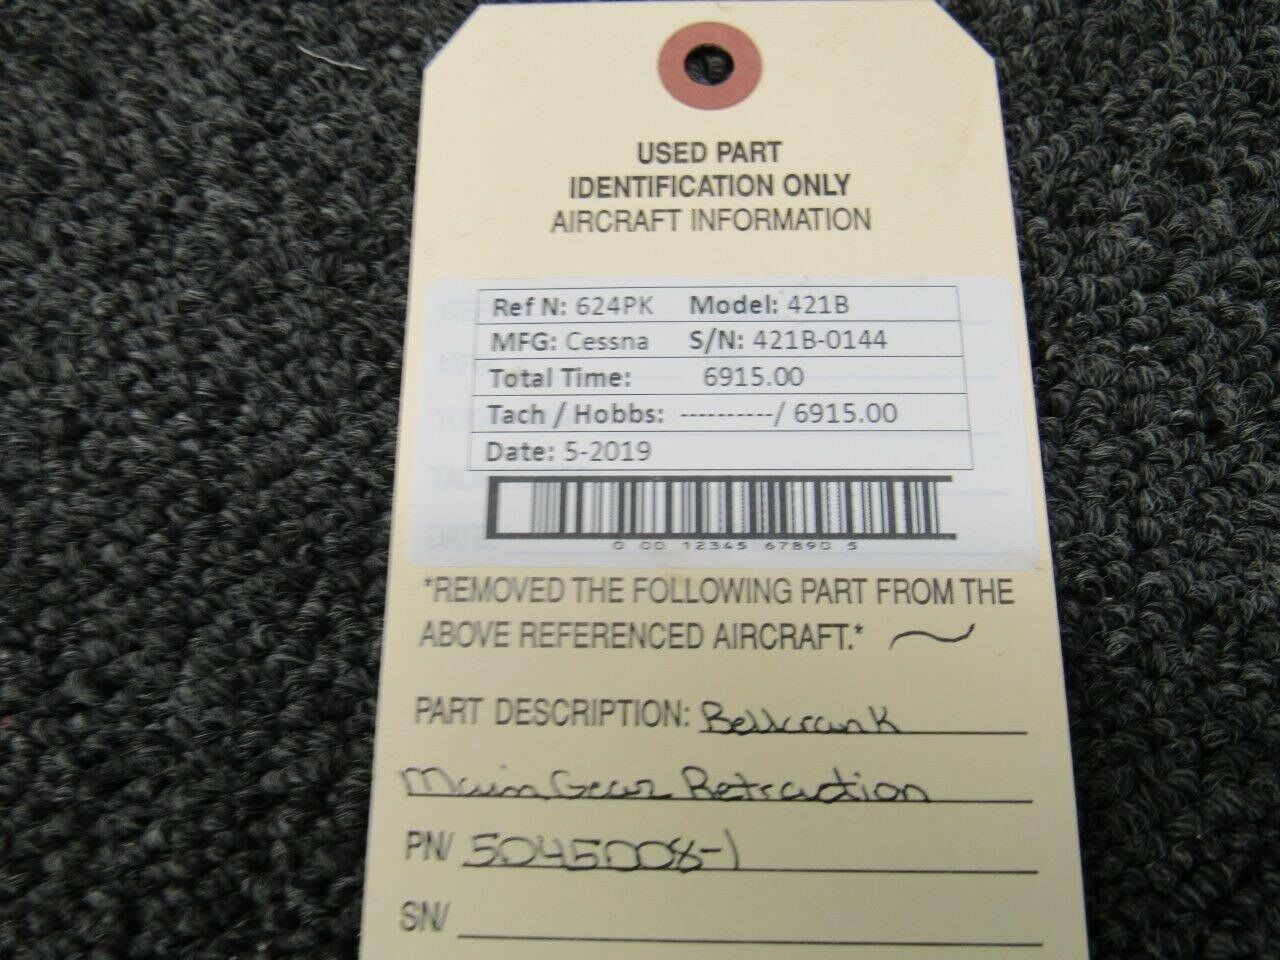 USED PART
IDENTIFICATION ONLY
AIRCRAFT INFORMATION
Ref N: 624PK Model: 421B
MFG: Cessna S/N: 421B-0144
Total Time: 6915.00
Tach / Hobbs: ----------/ 6915.00
Date: 5-2019
0 00 12345 67890 5
*REMOVED THE FOLLOWING PART FROM THE
ABOVE REFERENCED AIRCRAFT.*
PART DESCRIPTION: Bellcrank
Main Gear Retraction
PN/ 5045008-1
SN/